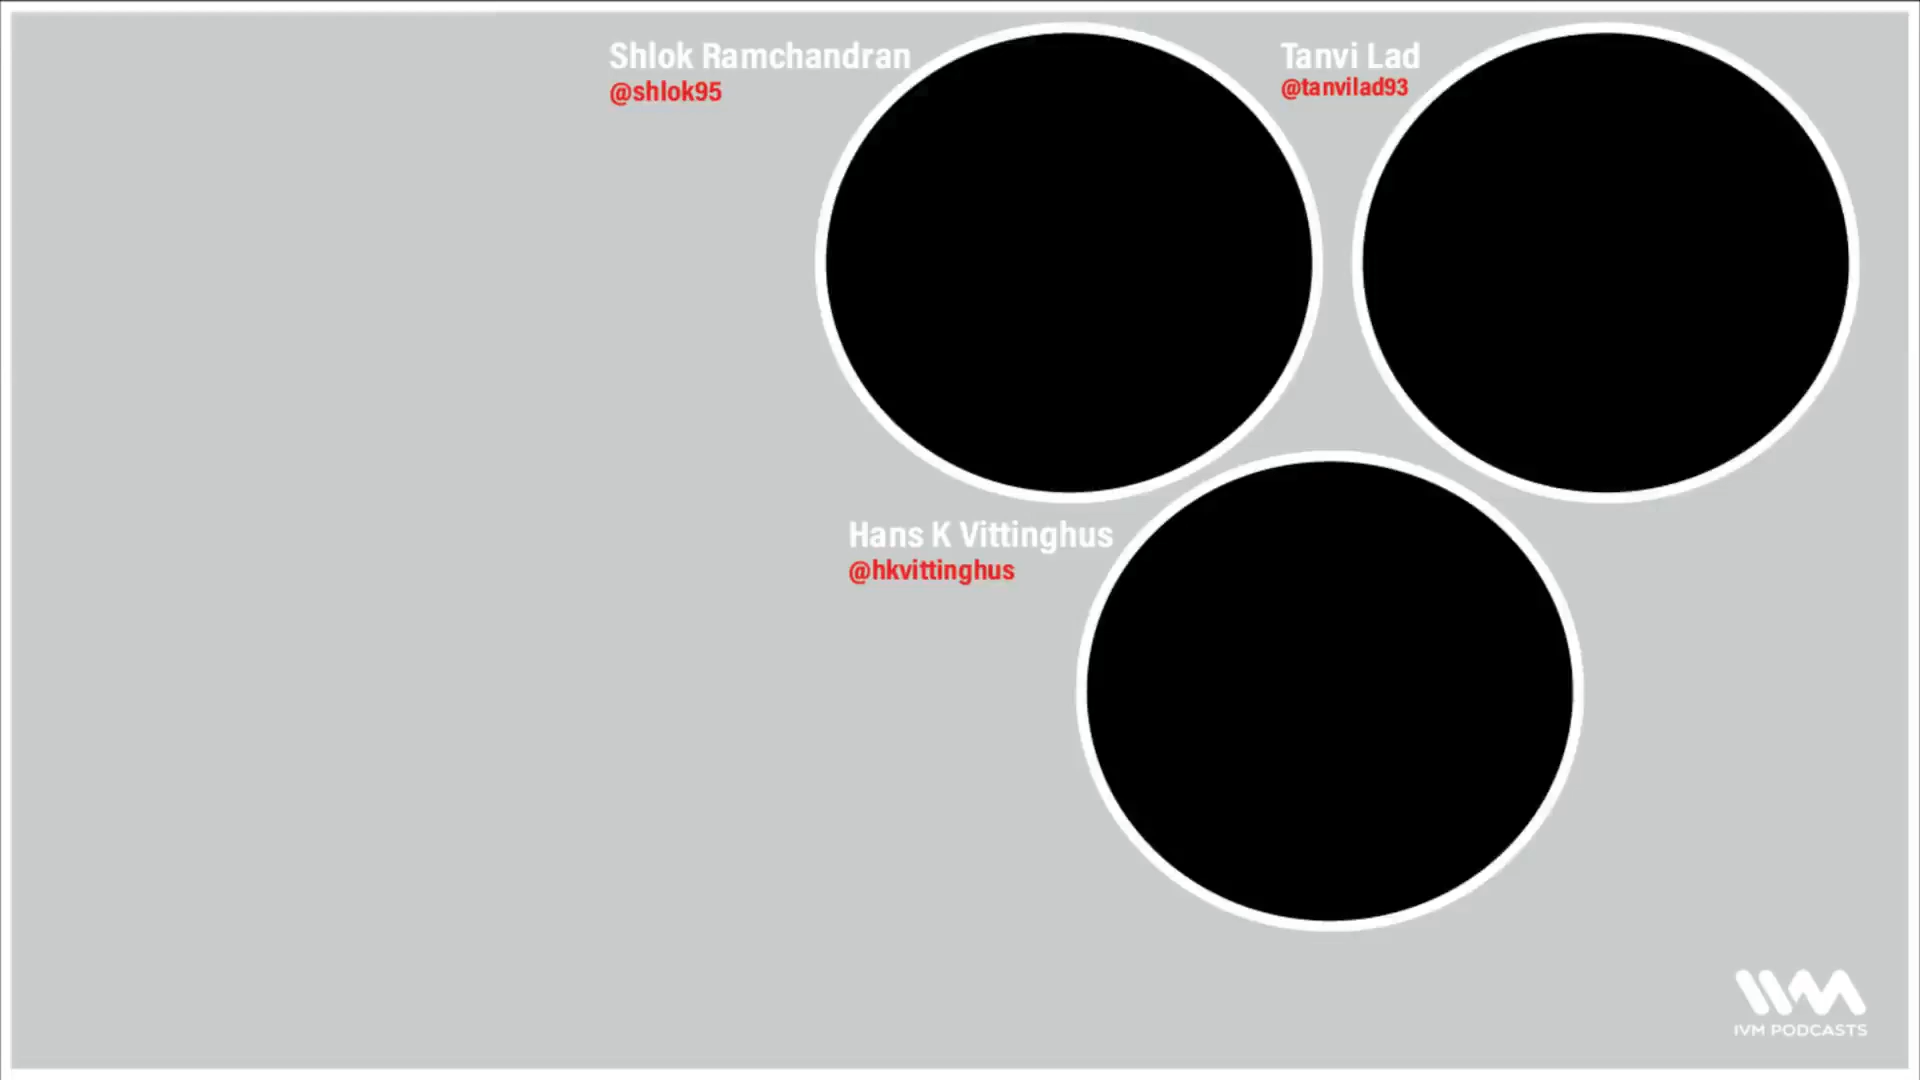 Shlok Ramchandran
@shlok95
Tanvi Lad
@tanvilad93
Hans K Vittinghus
@hkvittinghus
IVM PODCASTS